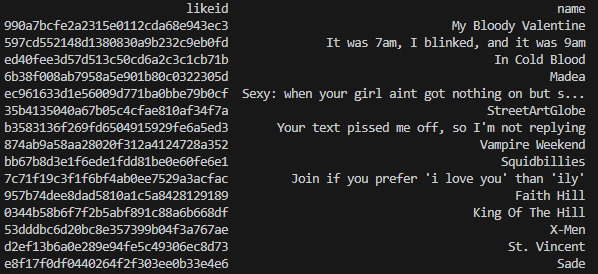 likeid name
990a7bcfe2a2315e0112cda68e943ec3 My Bloody Valentine
597cd552148d1380830a9b232c9eb0fd It was 7am, I blinked, and it was 9am
ed40fee3d57d513c50cd6a2c3c1cb71b In Cold Blood
6b38f008ab7958a5e901b80c0322305d Madea
ec961633d1e56009d771ba0bbe79b0cf Sexy: when your girl aint got nothing on but s...
35b4135040a67b05c4cfae810af34f7a StreetArtGlobe
b3583136f269fd6504915929fe6a5ed3 Your text pissed me off, so I'm not replying
874ab9a58aa28020f312a4124728a352 Vampire Weekend
bb67b8d3e1f6ede1fdd81be0e60fe6e1 Squidbillies
7c71f19c3f1f6bf4ab0ee7529a3acfac Join if you prefer 'i love you' than 'ily'
957b74dee8dad5810a1c5a8428129189 Faith Hill
0344b58b6f7f2b5abf891c88a6b668df King Of The Hill
53dddbc6d20bc8e357399b04f3a767ae X-Men
d2ef13b6a0e289e94fe5c49306ec8d73 St. Vincent
e8f17f0df0440264f2f303ee0b33e4e6 Sade